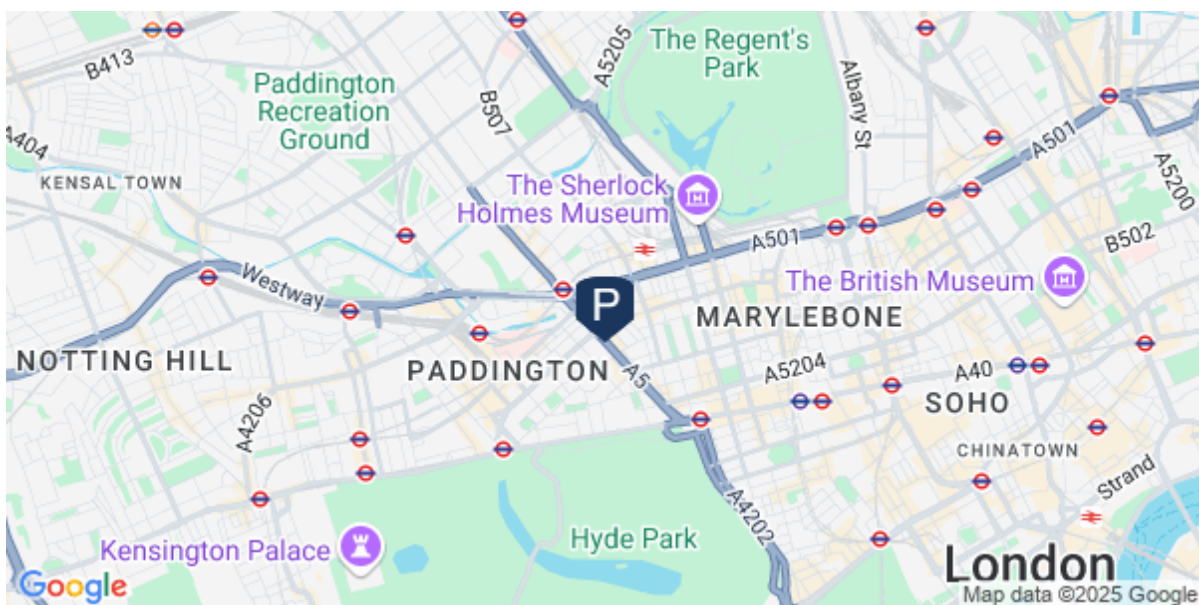 B413
A5205
The Regent's
Park
Paddington
Recreation
Ground
B507
Albany St
A404
A501
A5200
KENSAL TOWN
The Sherlock
Holmes Museum
A501
B502
Westway
The British Museum
P
MARYLEBONE
NOTTING HILL
PADDINGTON
A5
A5204
A40
SOHO
A4206
CHINATOWN
Strand
A4202
Kensington Palace
Hyde Park
London
Google
Map data ©2025 Google